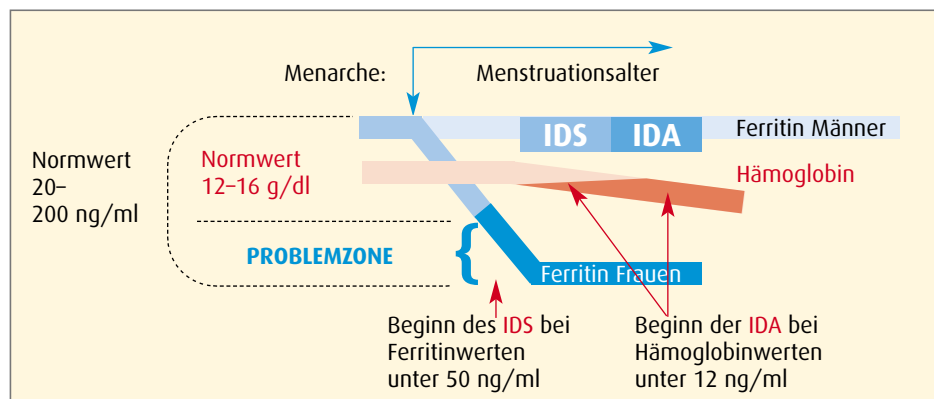 Menarche:
Menstruationsalter
IDS
IDA
Ferritin Männer
Normwert
20–
200 ng/ml
Normwert
12–16 g/dl
Hämoglobin
PROBLEMZONE
Ferritin Frauen
Beginn des IDS bei
Ferritinwerten
unter 50 ng/ml
Beginn der IDA bei
Hämoglobinwerten
unter 12 ng/ml